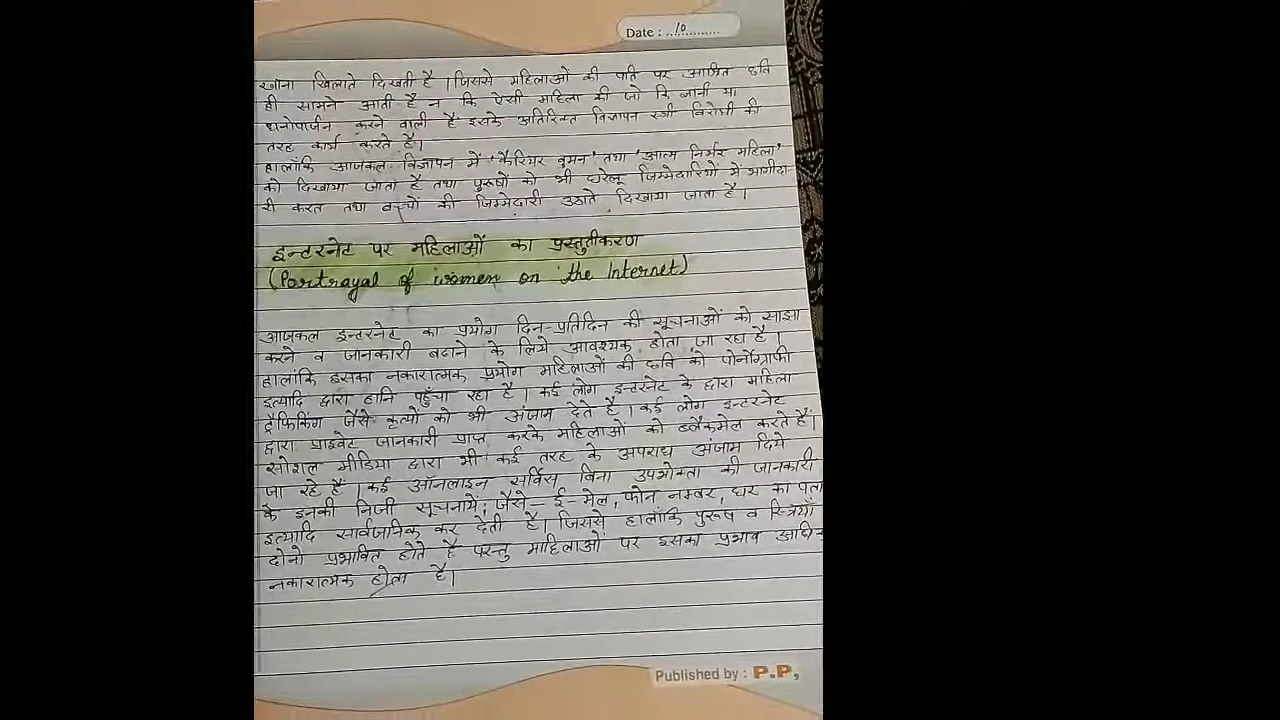 Date : 10
खाना खिलाते दिखती है । जिससे महिलाओं की पति पर आश्रित छवि
ही सामने आती है न कि ऐसी महिला की जो कि ज्ञानी या
धनोपार्जन करने वाली है इसके अतिरिक्त विज्ञापन स्त्री विरोधी की
तरह कार्य करते है।
हालांकि आजकल विज्ञापन में 'कैरियर वुमन' तथा 'आत्म निर्भर महिला'
को दिखाया जाता है तथा पुरूषों को भी घरेलू जिम्मेदारियों में भागीदा
री करत तथा बच्चों की जिम्मेदारी उठाते दिखाया जाता है।
इन्टरनेट पर महिलाओं का प्रस्तुतीकरण
(Portrayal of women on the Internet)
आजकल इन्टरनेट का प्रयोग दिन-प्रतिदिन की सूचनाओं को साझा
करने व जानकारी बढाने के लिये आवश्यक होता जा रहा है ।
हालांकि इसका नकारात्मक प्रयोग महिलाओं की छवि को पोर्नोग्राफी
इत्यादि द्वारा हानि पहुँचा रहा है । कई लोग इन्टरनेट के द्वारा महिला
ट्रैफिकिंग जैसे कृत्यों को भी अंजाम देते है । कई लोग इन्टरनेट
द्वारा प्राइवेट जानकारी प्राप्त करके महिलाओं को ब्लैकमेल करते हैं।
सोशल मीडिया द्वारा भी कई तरह के अपराध अंजाम दिये
जा रहे हैं । कई ऑनलाइन सर्विस बिना उपभोक्ता की जानकारी
के इनकी निजी सूचनायें, जैसे ई-मेल, फोन नम्बर, घर का पता
इत्यादि सार्वजनिक कर देती है। जिससे हालांकि पुरूष व स्त्रियाँ
दोनो प्रभावित होते है परन्तु महिलाओं पर इसका प्रभाव अधि-
नकारात्मक होता है।
Published by : P.P,